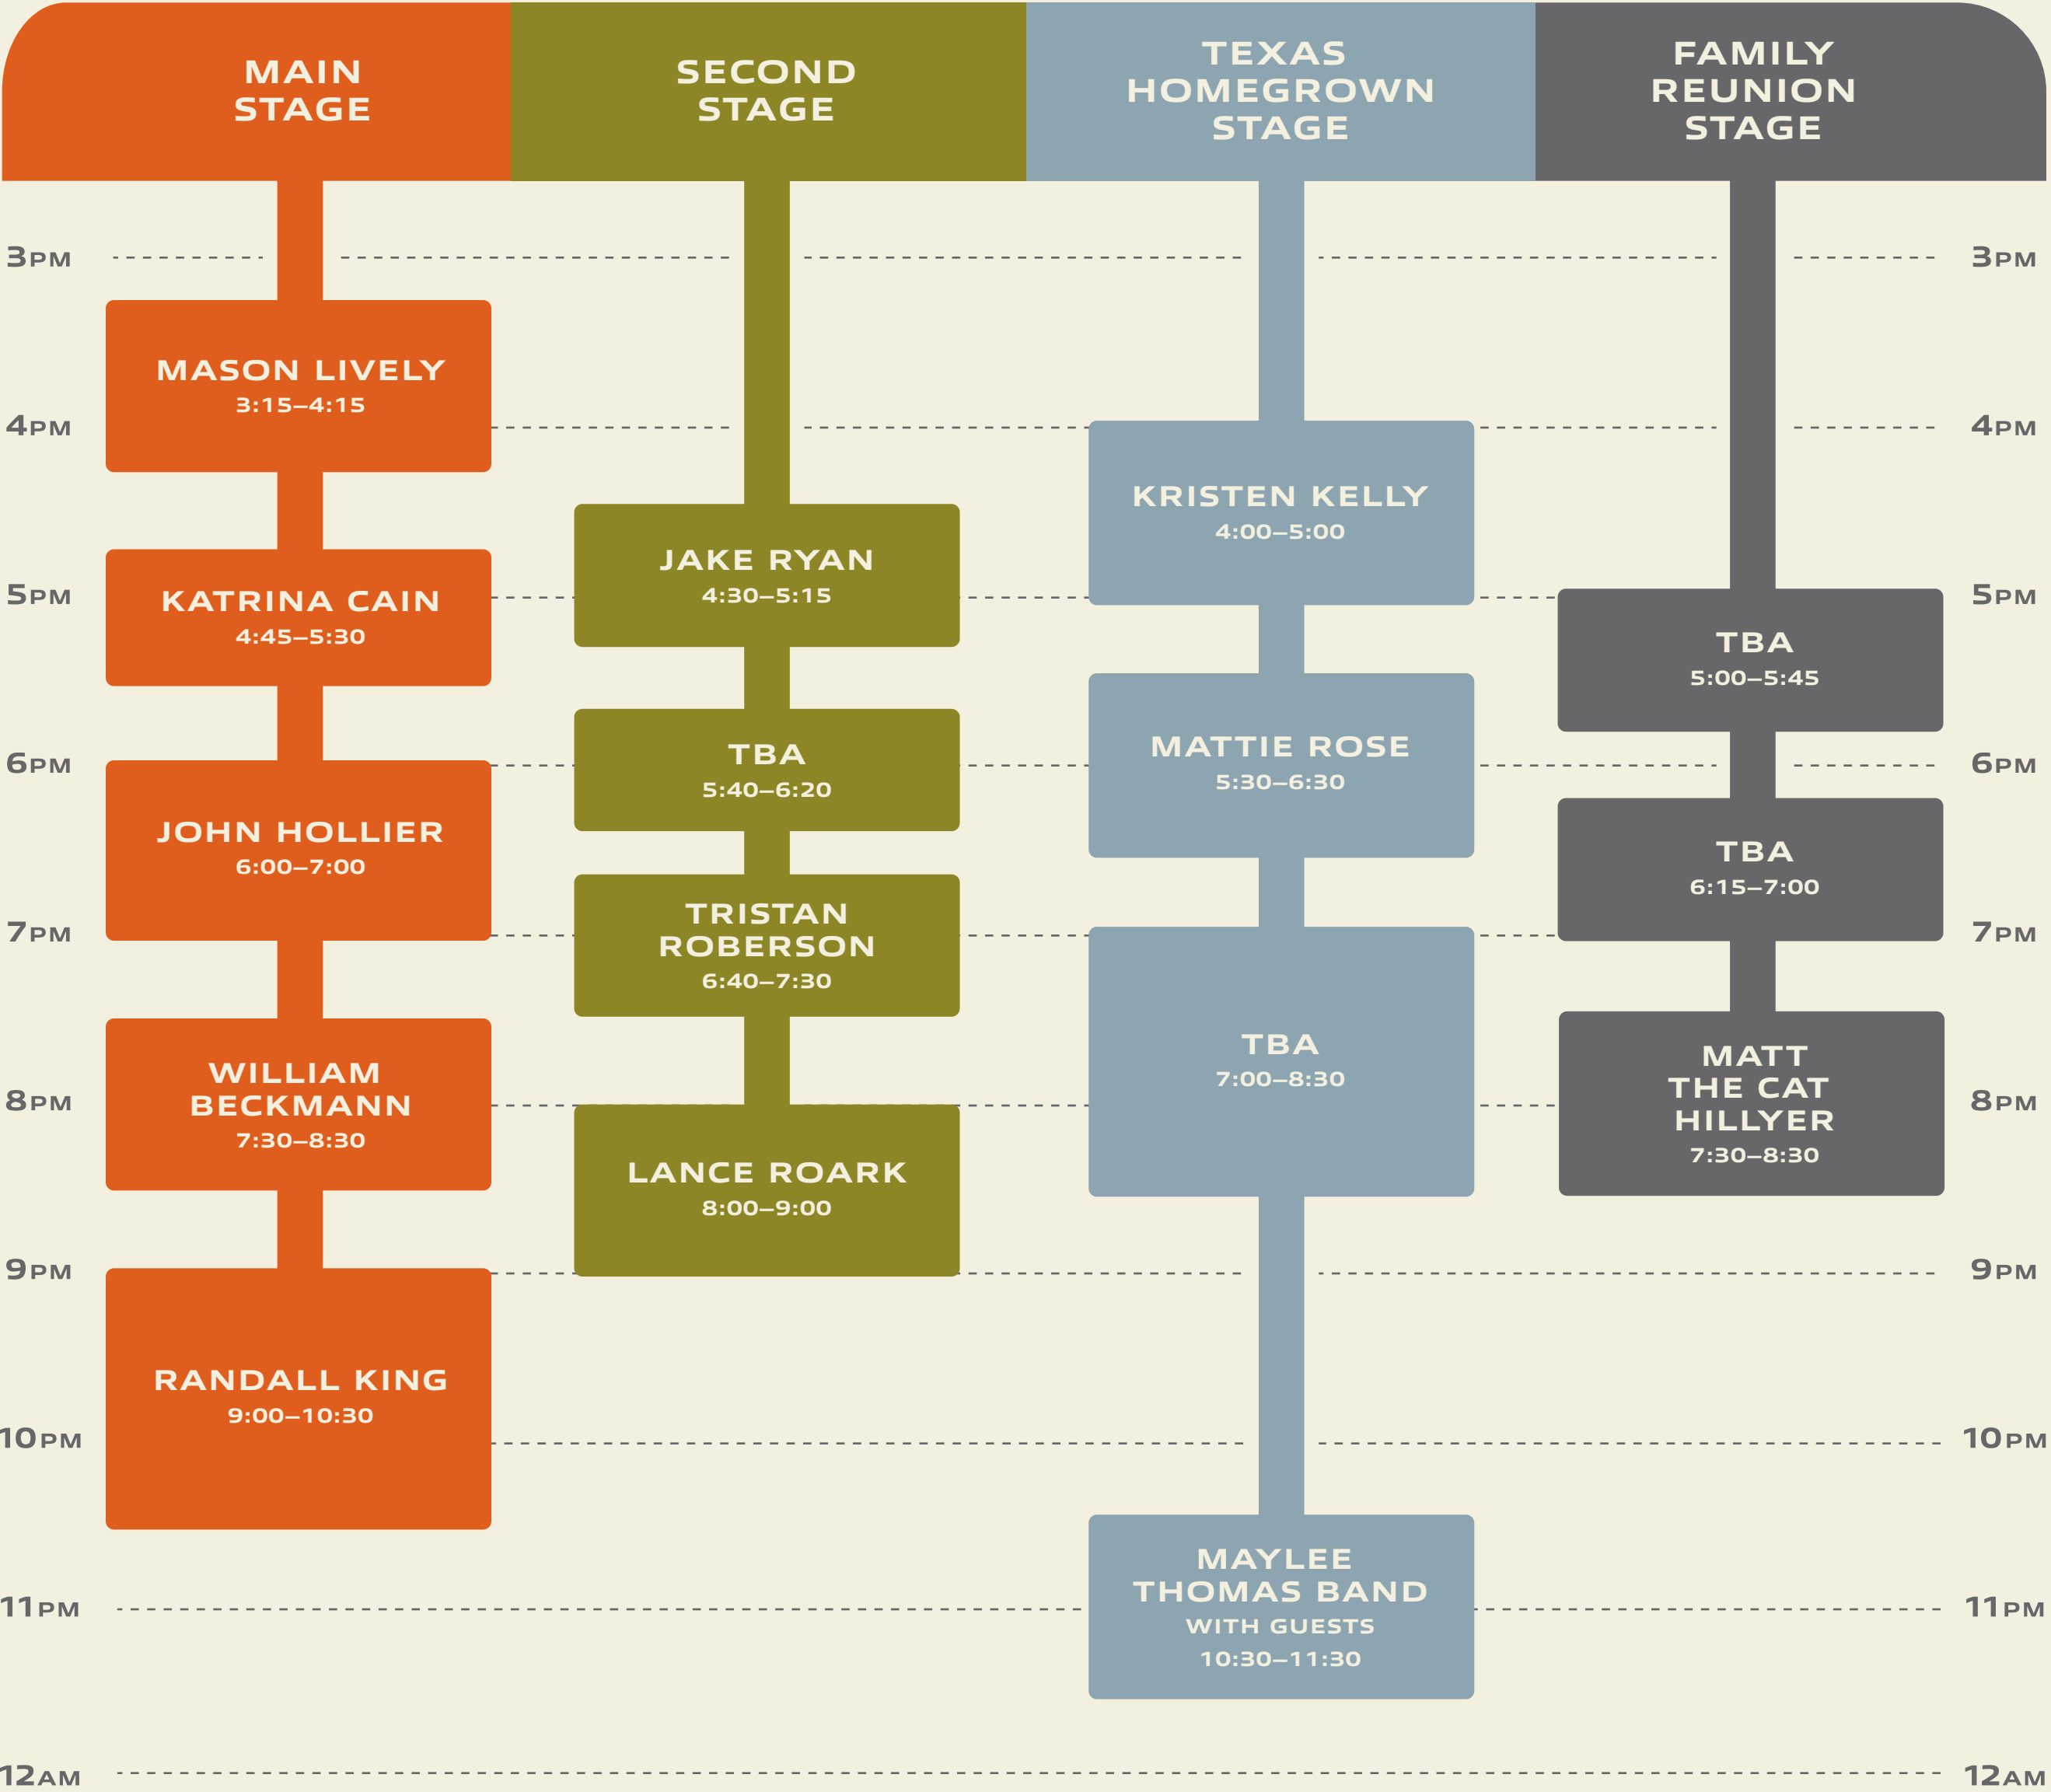 MAIN
STAGE
SECOND
STAGE
TEXAS
HOMEGROWN
STAGE
FAMILY
REUNION
STAGE
3PM
3PM
MASON LIVELY
3:15–4:15
4PM
4PM
KRISTEN KELLY
4:00–5:00
JAKE RYAN
4:30–5:15
KATRINA CAIN
4:45–5:30
5PM
5PM
TBA
5:00–5:45
MATTIE ROSE
5:30–6:30
TBA
5:40–6:20
6PM
6PM
JOHN HOLLIER
6:00–7:00
TBA
6:15–7:00
TRISTAN
ROBERSON
6:40–7:30
7PM
7PM
TBA
7:00–8:30
WILLIAM
BECKMANN
7:30–8:30
MATT
THE CAT
HILLYER
7:30–8:30
8PM
8PM
LANCE ROARK
8:00–9:00
9PM
9PM
RANDALL KING
9:00–10:30
10PM
10PM
MAYLEE
THOMAS BAND
WITH GUESTS
10:30–11:30
11PM
11PM
12AM
12AM